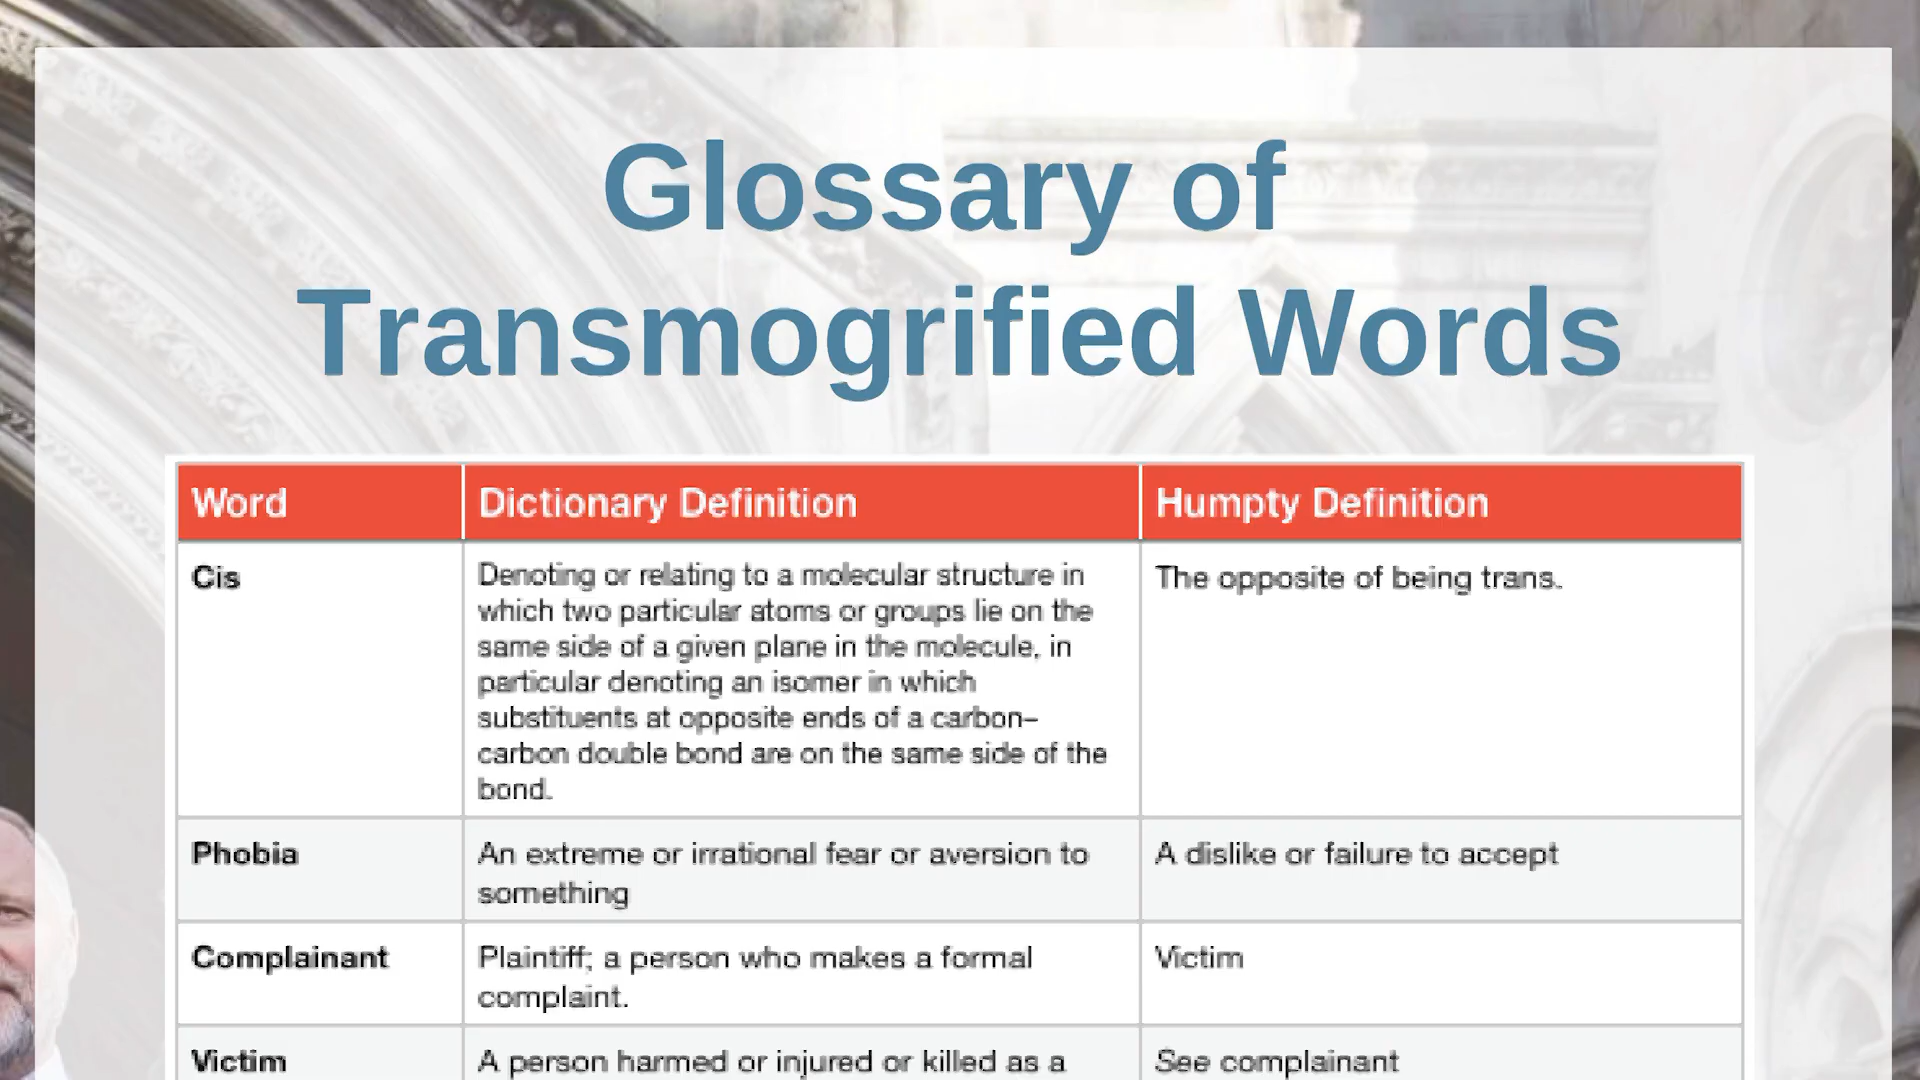 Glossary of
Transmogrified Words
Word
Dictionary Definition
Humpty Definition
Cis
Denoting or relating to a molecular structure in
which two particular atoms or groups lie on the
same side of a given plane in the molecule, in
particular denoting an isomer in which
substituents at opposite ends of a carbon–
carbon double bond are on the same side of the
bond.
The opposite of being trans.
Phobia
An extreme or irrational fear or aversion to
something
A dislike or failure to accept
Complainant
Plaintiff; a person who makes a formal
complaint.
Victim
Victim
A person harmed or injured or killed as a
See complainant